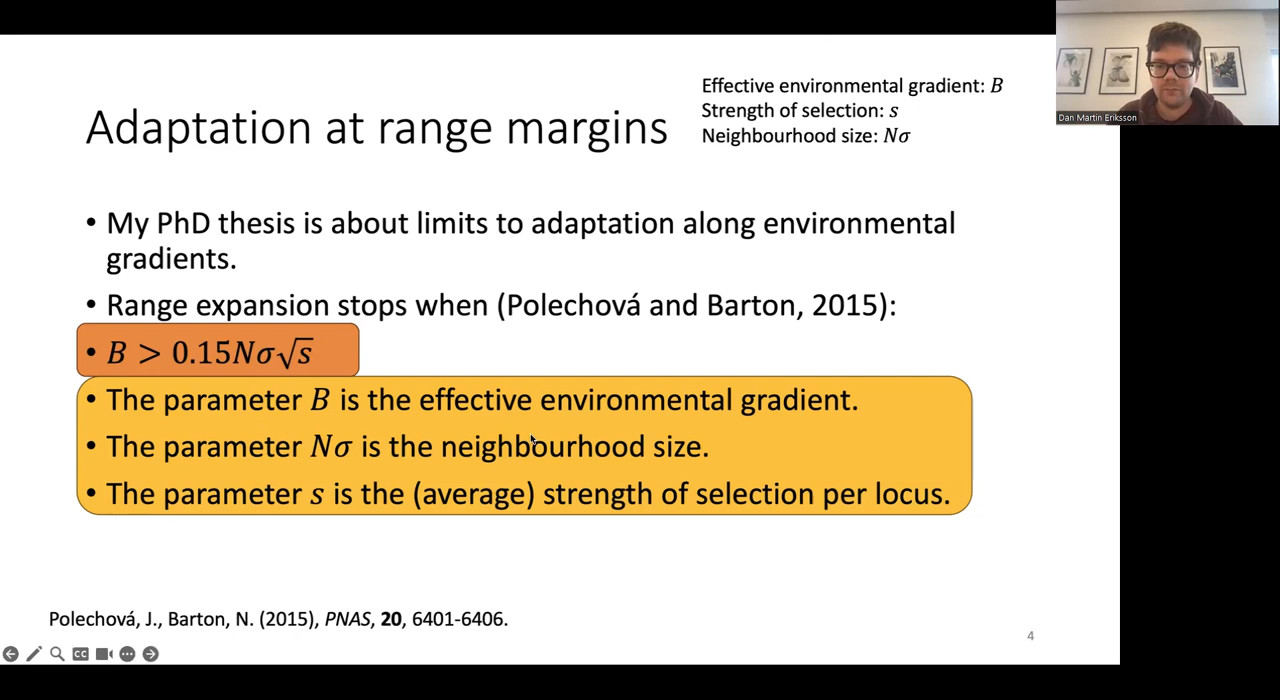 Effective environmental gradient: B
Strength of selection: s
Neighbourhood size: Nσ
Dan Martin Eriksson
Adaptation at range margins
• My PhD thesis is about limits to adaptation along environmental
gradients.
• Range expansion stops when (Polechová and Barton, 2015):
• B > 0.15Nσ√s
• The parameter B is the effective environmental gradient.
• The parameter Nσ is the neighbourhood size.
• The parameter s is the (average) strength of selection per locus.
Polechová, J., Barton, N. (2015), PNAS, 20, 6401-6406.
4
CC